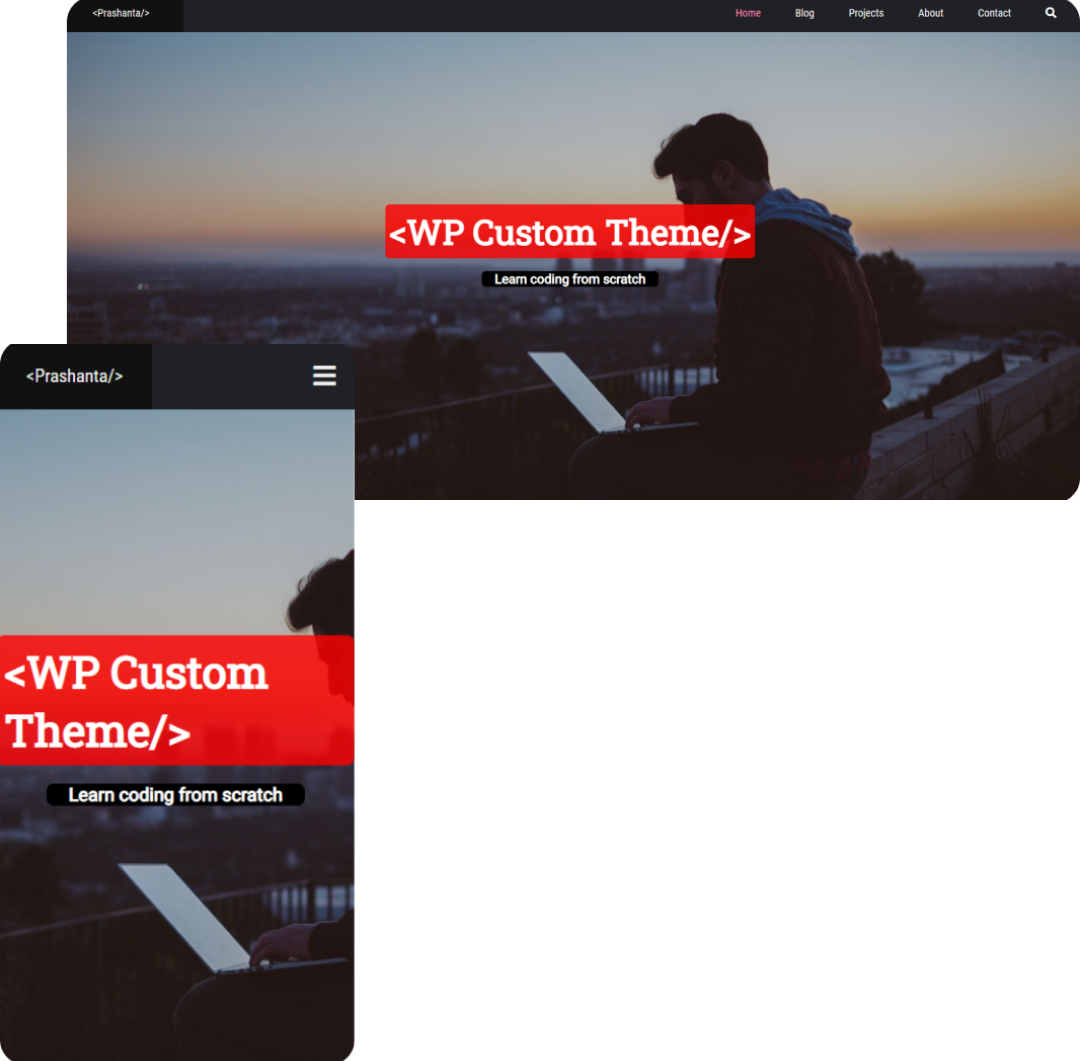 <Prashanta/>
Home Blog Projects About Contact
<WP Custom Theme/>
Learn coding from scratch
<Prashanta/>
<WP Custom
Theme/>
Learn coding from scratch